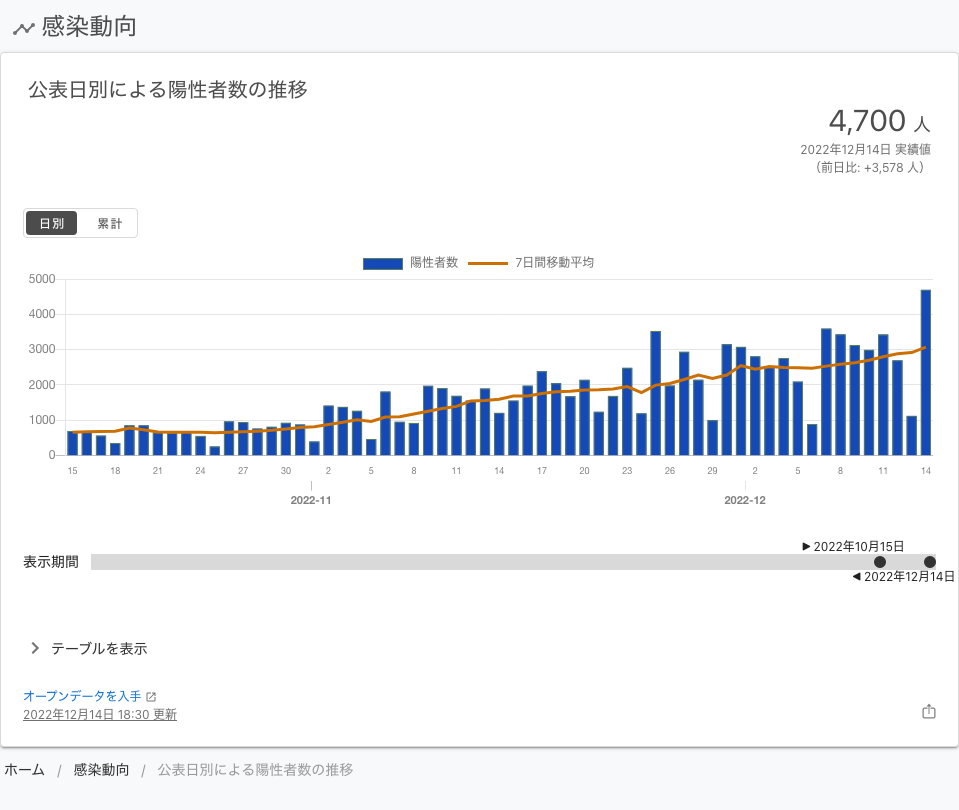 感染動向
公表日別による陽性者数の推移
4,700 人
2022年12月14日 実績値
（前日比: +3,578 人）
日別 累計
陽性者数 7日間移動平均
5000
4000
3000
2000
1000
0
15 18 21 24 27 30 2 5 8 11 14 17 20 23 26 29 2 5 8 11 14
2022-11 2022-12
2022年10月15日
表示期間
2022年12月14日
テーブルを表示
オープンデータを入手
2022年12月14日 18:30 更新
ホーム / 感染動向 / 公表日別による陽性者数の推移